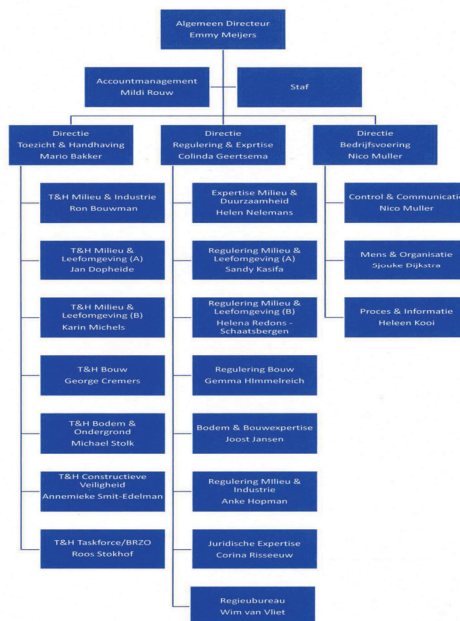 Algemeen Directeur
Emmy Meijers
Accountmanagement
Mildi Rouw
Staf
Directie
Toezicht & Handhaving
Mario Bakker
Directie
Regulering & Exprtise
Colinda Geertsema
Directie
Bedrijfsvoering
Nico Muller
T&H Milieu & Industrie
Ron Bouwman
T&H Milieu &
Leefomgeving (A)
Jan Dopheide
T&H Milieu &
Leefomgeving (B)
Karin Michels
T&H Bouw
George Cremers
T&H Bodem &
Ondergrond
Michael Stolk
T&H Constructieve
Veiligheid
Annemieke Smit-Edelman
T&H Taskforce/BRZO
Roos Stokhof
Expertise Milieu &
Duurzaamheid
Helen Nelemans
Regulering Milieu &
Leefomgeving (A)
Sandy Kasifa
Regulering Milieu &
Leefomgeving (B)
Helena Redons -
Schaatsbergen
Regulering Bouw
Gemma HImmelreich
Bodem & Bouwexpertise
Joost Jansen
Regulering MIlieu &
Industrie
Anke Hopman
Juridische Expertise
Corina Risseeuw
Regieubureau
Wim van Vliet
Control & Communicatie
Nico Muller
Mens & Organisatie
Sjouke Dijkstra
Proces & Informatie
Heleen Kooi